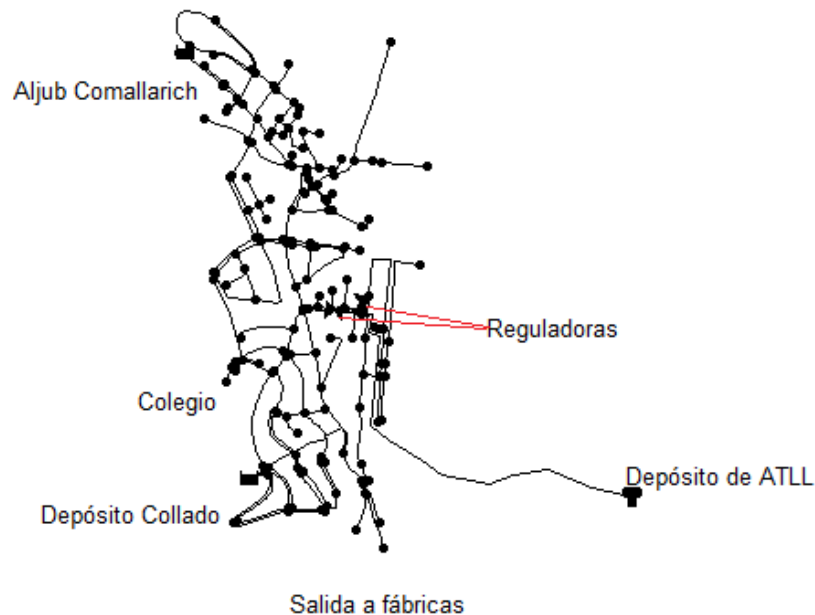 Aljub Comallarich
Reguladoras
Colegio
Depósito de ATLL
Depósito Collado
Salida a fábricas